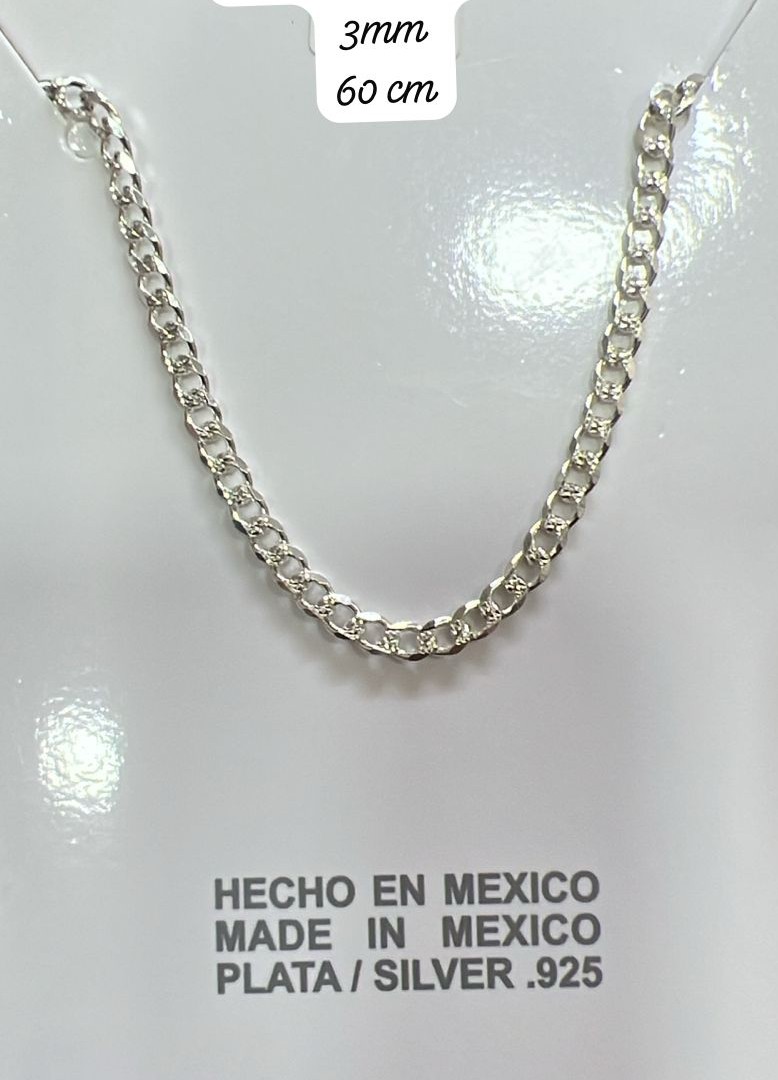 3mm
60 cm
HECHO EN MEXICO
MADE IN MEXICO
PLATA / SILVER .925